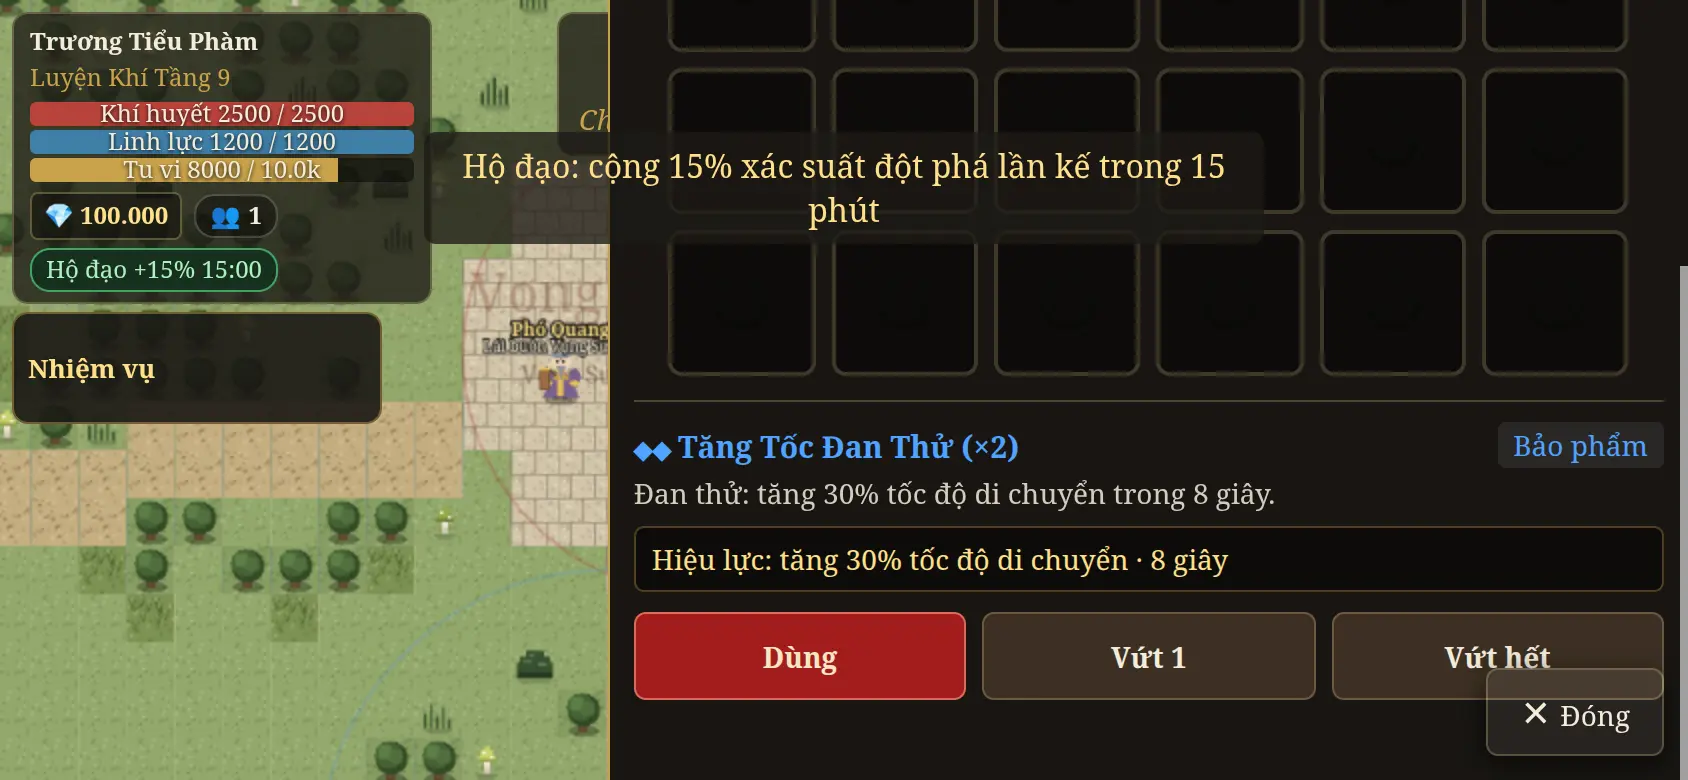 Trương Tiểu Phàm
Luyện Khí Tầng 9
Khí huyết 2500 / 2500
Linh lực 1200 / 1200
Tu vi 8000 / 10.0k
💎 100.000
👥 1
Hộ đạo +15% 15:00
Nhiệm vụ
Hộ đạo: cộng 15% xác suất đột phá lần kế trong 15
phút
Phó Quang
Lái buôn Vọng
◆◆ Tăng Tốc Đan Thử (×2)
Bảo phẩm
Đan thử: tăng 30% tốc độ di chuyển trong 8 giây.
Hiệu lực: tăng 30% tốc độ di chuyển · 8 giây
Dùng
Vứt 1
Vứt hết
✕ Đóng